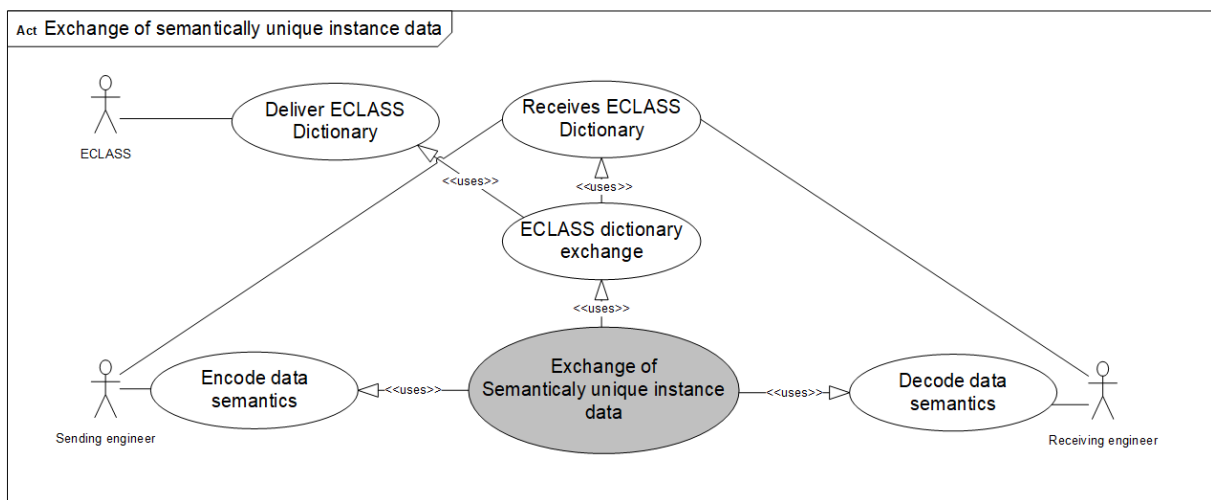 Act Exchange of semantically unique instance data
Deliver ECLASS
Dictionary
Receives ECLASS
Dictionary
ECLASS
<<uses>>
<<uses>>
ECLASS dictionary
exchange
<<uses>>
Exchange of
Semanticaly unique instance
data
Encode data
semantics
<<uses>>
<<uses>>
Decode data
semantics
Sending engineer
Receiving engineer